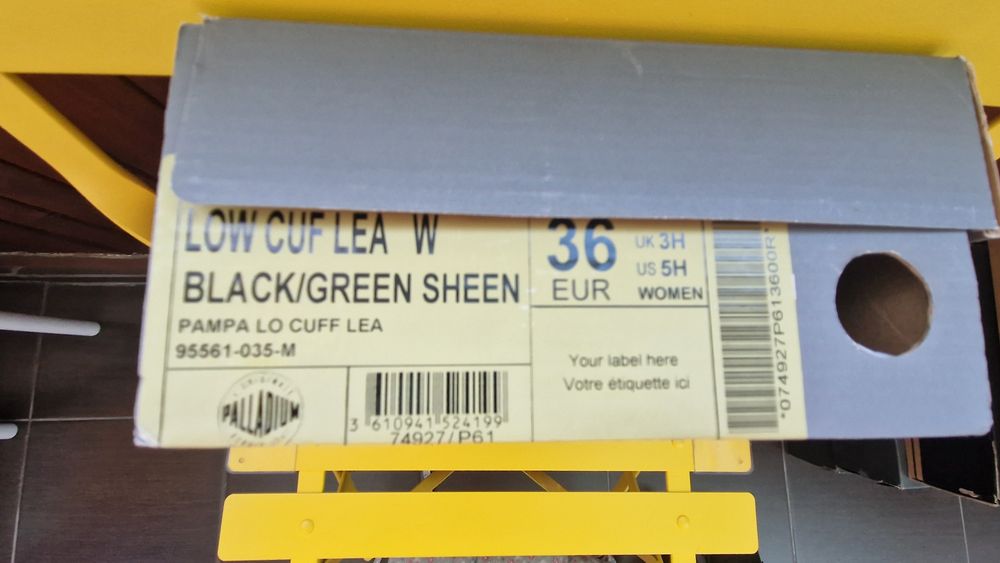 LOW CUF LEA W
BLACK/GREEN SHEEN
PAMPA LO CUFF LEA
95561-035-M
PALLADIUM
3 610941 524199
74927/P61
36
EUR
UK 3H
US 5H
WOMEN
Your label here
Votre étiquette ici
*074927P613600R*